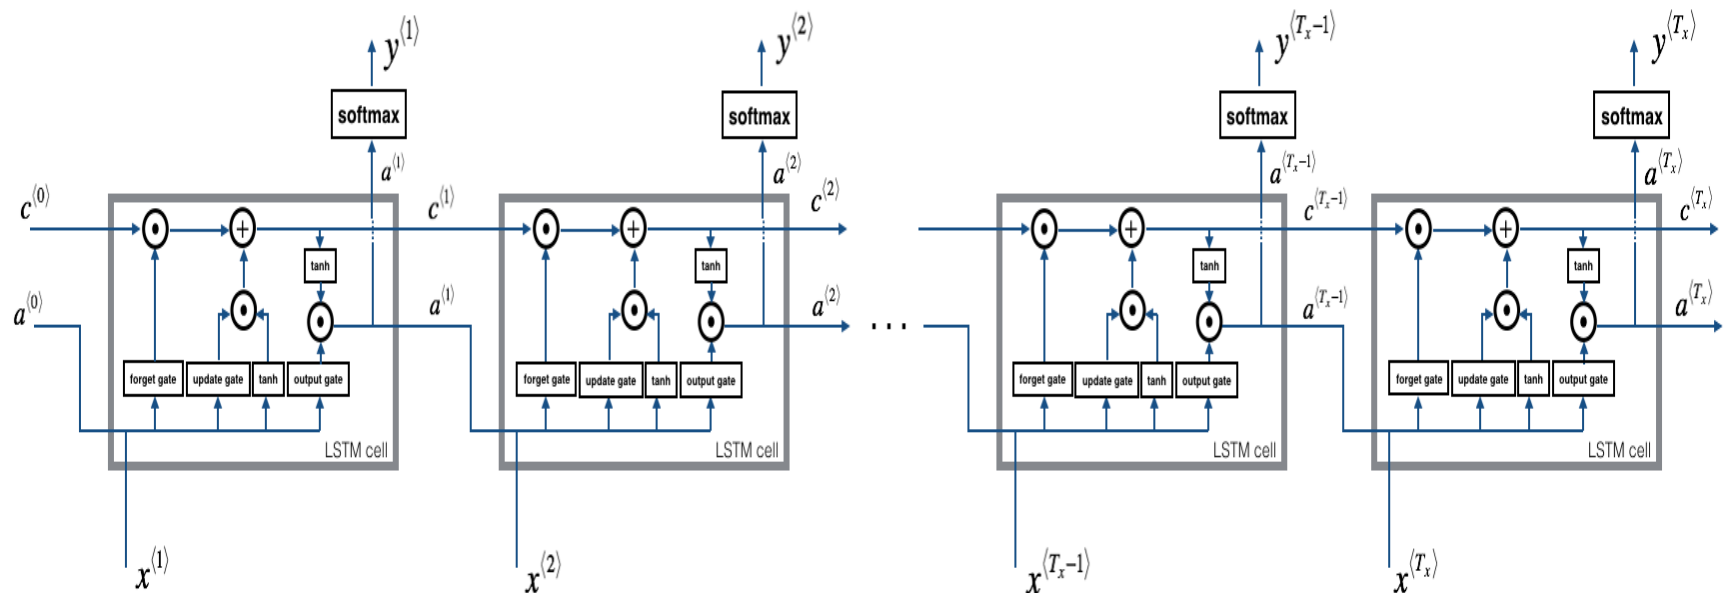 y⟨1⟩ y⟨2⟩ y⟨Tₓ−1⟩ y⟨Tₓ⟩
softmax softmax softmax softmax
a⟨1⟩ a⟨2⟩ a⟨Tₓ−1⟩ a⟨Tₓ⟩
c⟨0⟩ c⟨1⟩ c⟨2⟩ c⟨Tₓ−1⟩ c⟨Tₓ⟩
+ + + +
tanh tanh tanh tanh
a⟨0⟩ a⟨1⟩ a⟨2⟩ ... a⟨Tₓ−1⟩ a⟨Tₓ⟩
forget gate update gate tanh output gate forget gate update gate tanh output gate forget gate update gate tanh output gate forget gate update gate tanh output gate
LSTM cell LSTM cell LSTM cell LSTM cell
x⟨1⟩ x⟨2⟩ x⟨Tₓ−1⟩ x⟨Tₓ⟩